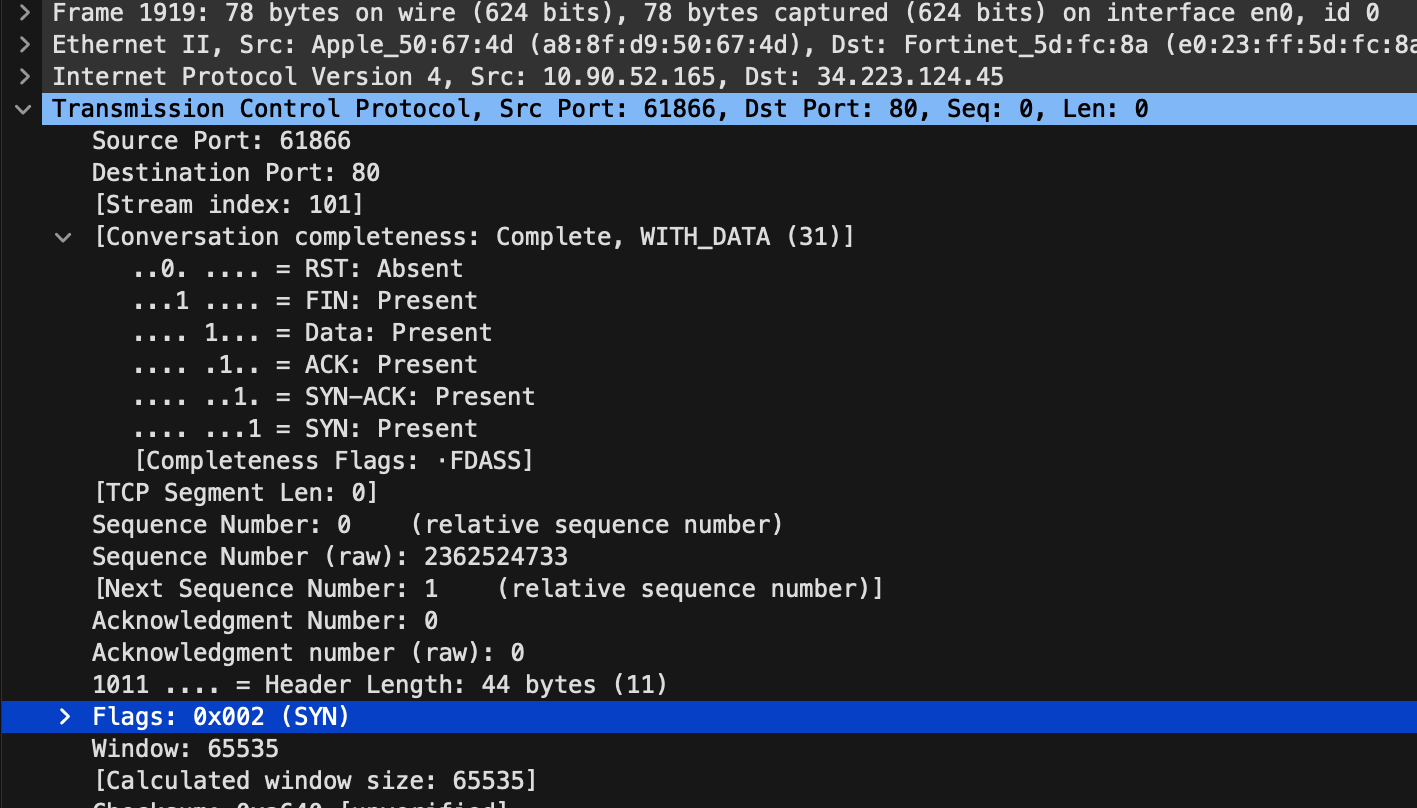 Frame 1919: 78 bytes on wire (624 bits), 78 bytes captured (624 bits) on interface en0, id 0
Ethernet II, Src: Apple_50:67:4d (a8:8f:d9:50:67:4d), Dst: Fortinet_5d:fc:8a (e0:23:ff:5d:fc:8a
Internet Protocol Version 4, Src: 10.90.52.165, Dst: 34.223.124.45
Transmission Control Protocol, Src Port: 61866, Dst Port: 80, Seq: 0, Len: 0
Source Port: 61866
Destination Port: 80
[Stream index: 101]
[Conversation completeness: Complete, WITH_DATA (31)]
..0. .... = RST: Absent
...1 .... = FIN: Present
.... 1... = Data: Present
.... .1.. = ACK: Present
.... ..1. = SYN-ACK: Present
.... ...1 = SYN: Present
[Completeness Flags: ·FDASS]
[TCP Segment Len: 0]
Sequence Number: 0    (relative sequence number)
Sequence Number (raw): 2362524733
[Next Sequence Number: 1    (relative sequence number)]
Acknowledgment Number: 0
Acknowledgment number (raw): 0
1011 .... = Header Length: 44 bytes (11)
Flags: 0x002 (SYN)
Window: 65535
[Calculated window size: 65535]